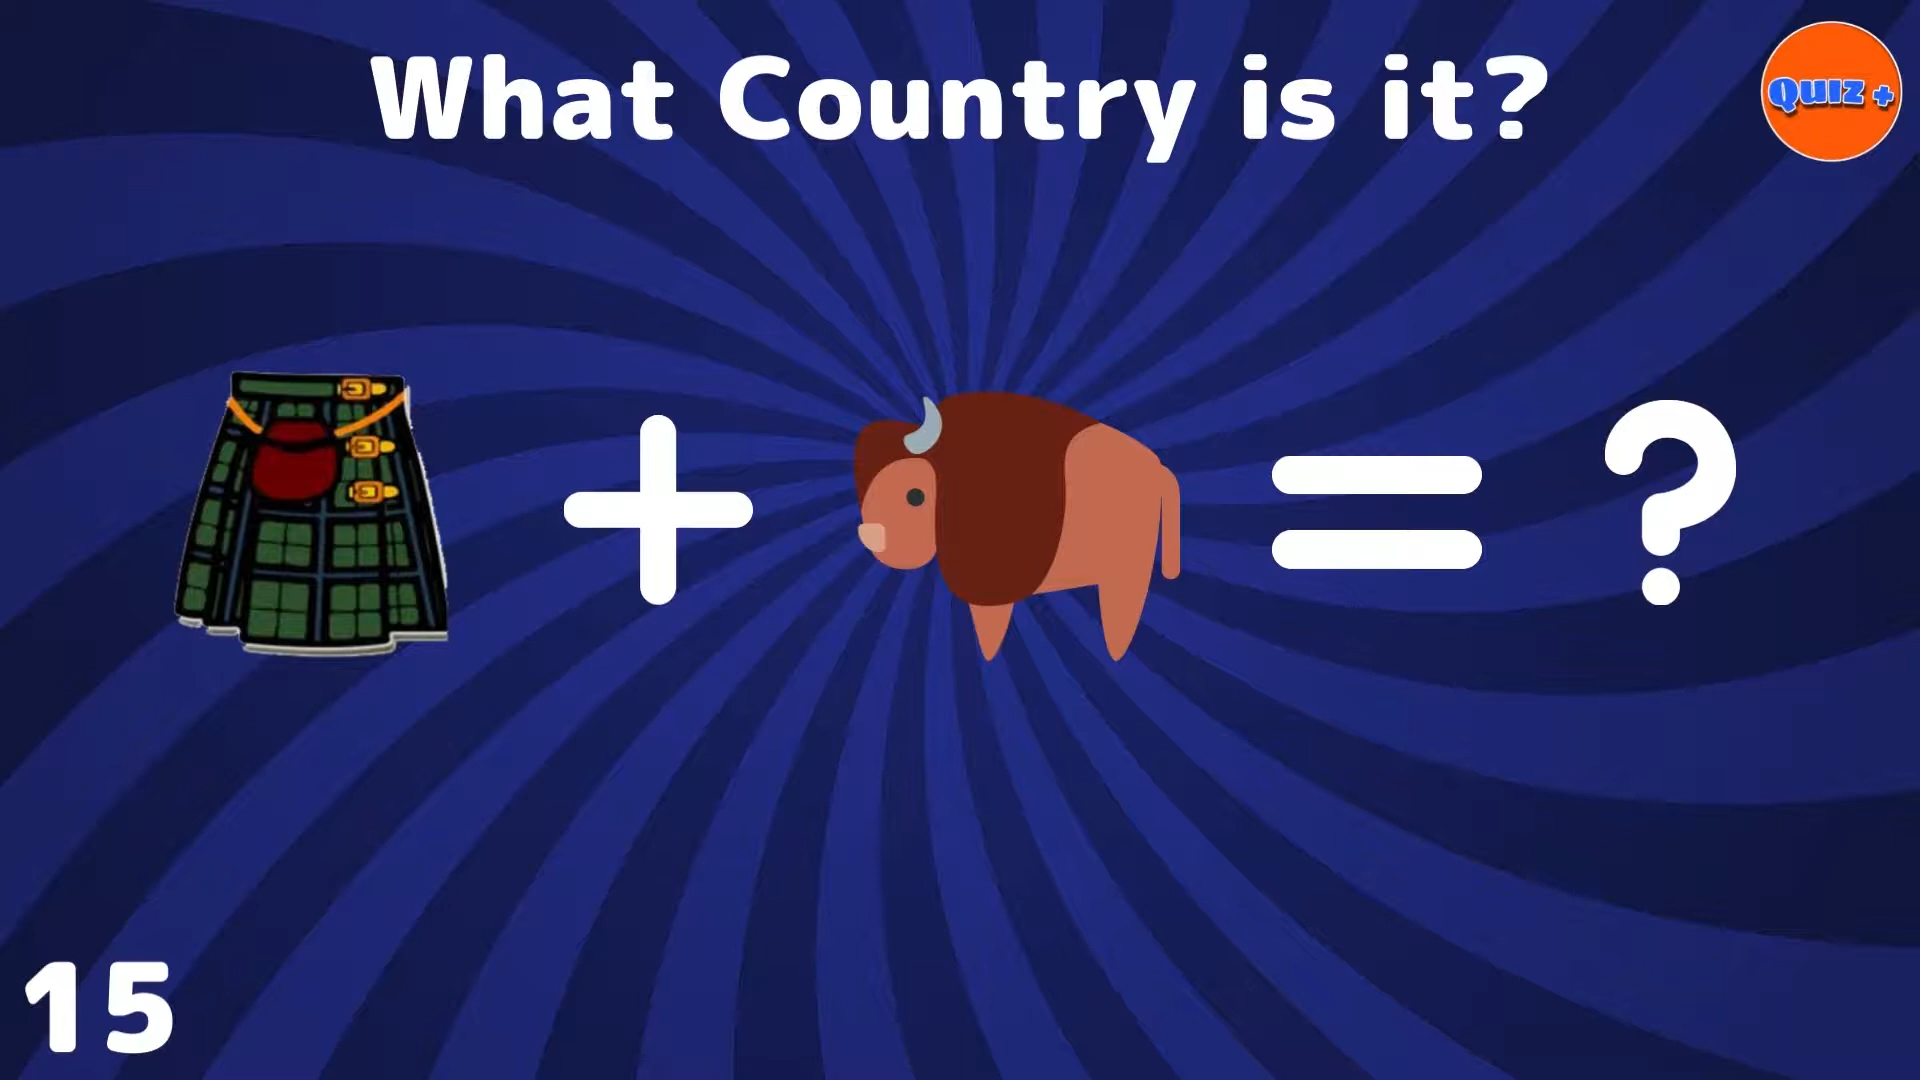 What Country is it?
Quiz +
+ = ?
15